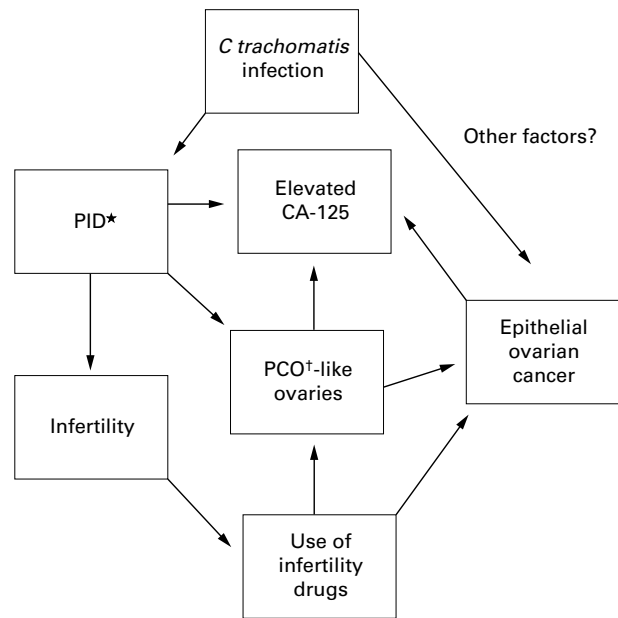 C trachomatis
infection
Other factors?
Elevated
CA-125
PID★
Epithelial
ovarian
cancer
PCO†-like
ovaries
Infertility
Use of
infertility
drugs